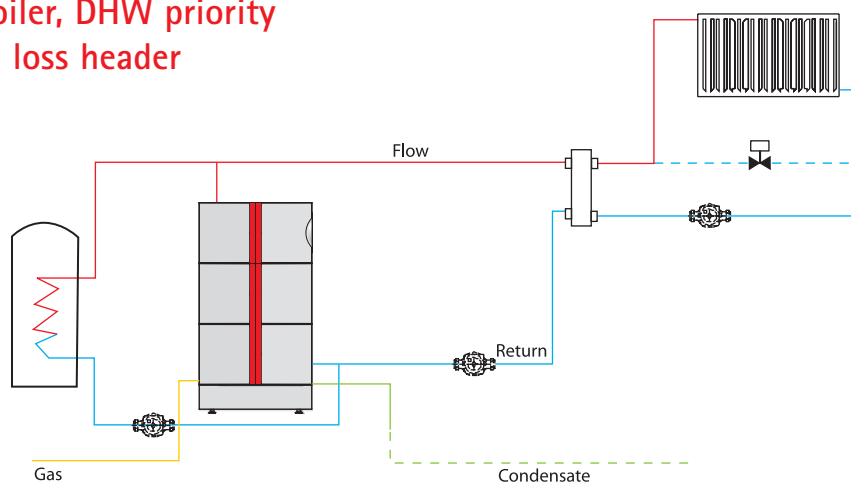 oiler, DHW priority
loss header
Flow
Return
Gas
Condensate